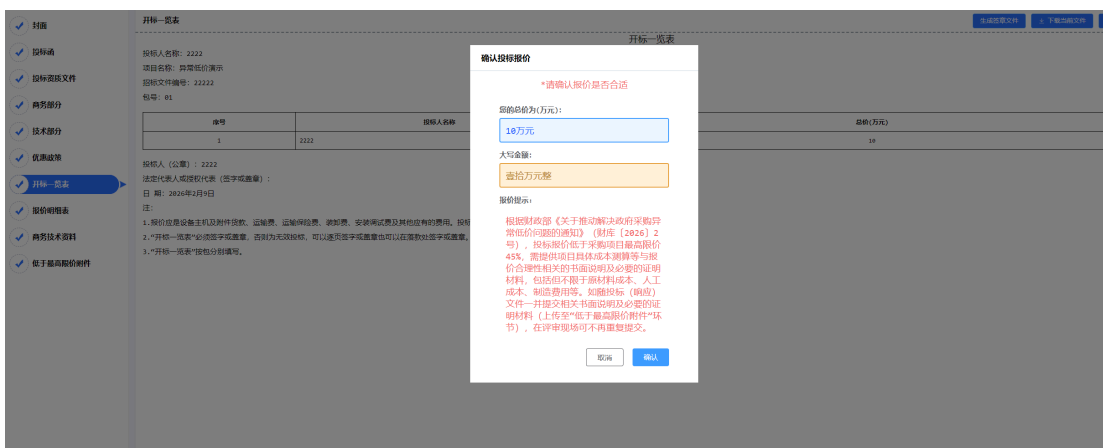 封面
投标函
投标资质文件
商务部分
技术部分
优惠政策
开标一览表
报价明细表
商务技术资料
低于最高限价附件
开标一览表
生成签章文件
下载当前文件
开标一览表
投标人名称: 2222
项目名称: 异常低价演示
招标文件编号: 22222
包号: 01
序号
投标人名称
总价(万元)
1
2222
10
投标人 (公章) : 2222
法定代表人或授权代表 (签字或盖章) :
日 期: 2026年2月9日
注:
1.报价应是设备主机及附件货款、运输费、运输保险费、装卸费、安装调试费及其他应有的费用。投标
2."开标一览表"必须签字或盖章, 否则为无效投标, 可以逐页签字或盖章也可以在落款处签字或盖章。
3."开标一览表"按包分别填写。
确认投标报价
*请确认报价是否合适
您的总价为(万元):
10万元
大写金额:
壹拾万元整
报价提示:
根据财政部《关于推动解决政府采购异
常低价问题的通知》(财库〔2026〕2
号), 投标报价低于采购项目最高限价
45%, 需提供项目具体成本测算等与报
价合理性相关的书面说明及必要的证明
材料, 包括但不限于原材料成本、人工
成本、制造费用等。如随投标 (响应)
文件一并提交相关书面说明及必要的证
明材料 (上传至"低于最高限价附件"环
节), 在评审现场可不再重复提交。
取消
确认